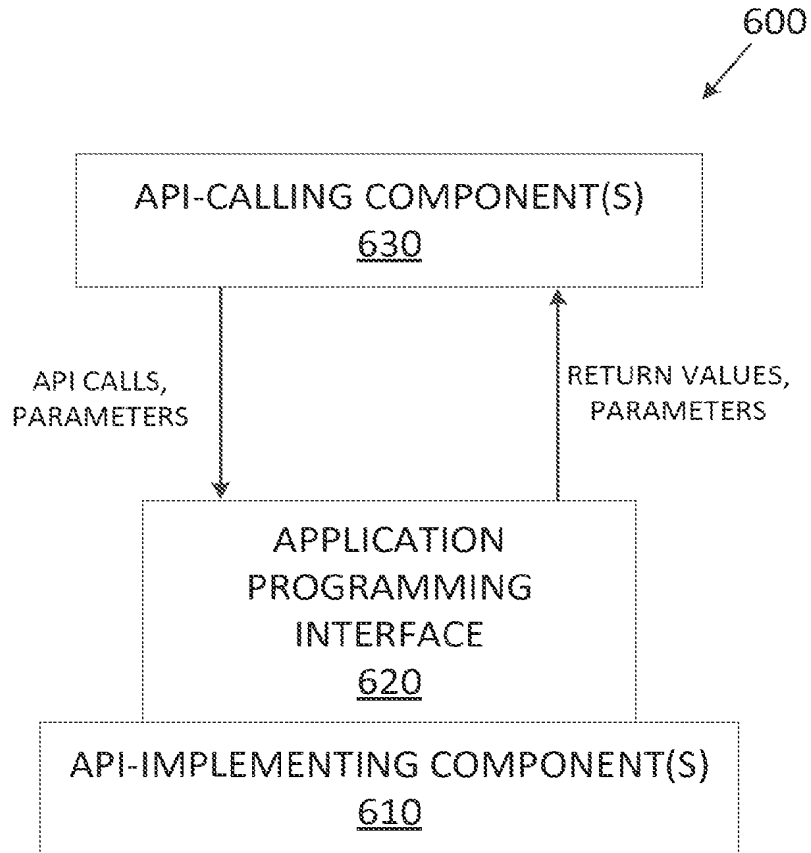 600
API-CALLING COMPONENT(S)
630
API CALLS,
PARAMETERS
RETURN VALUES,
PARAMETERS
APPLICATION
PROGRAMMING
INTERFACE
620
API-IMPLEMENTING COMPONENT(S)
610